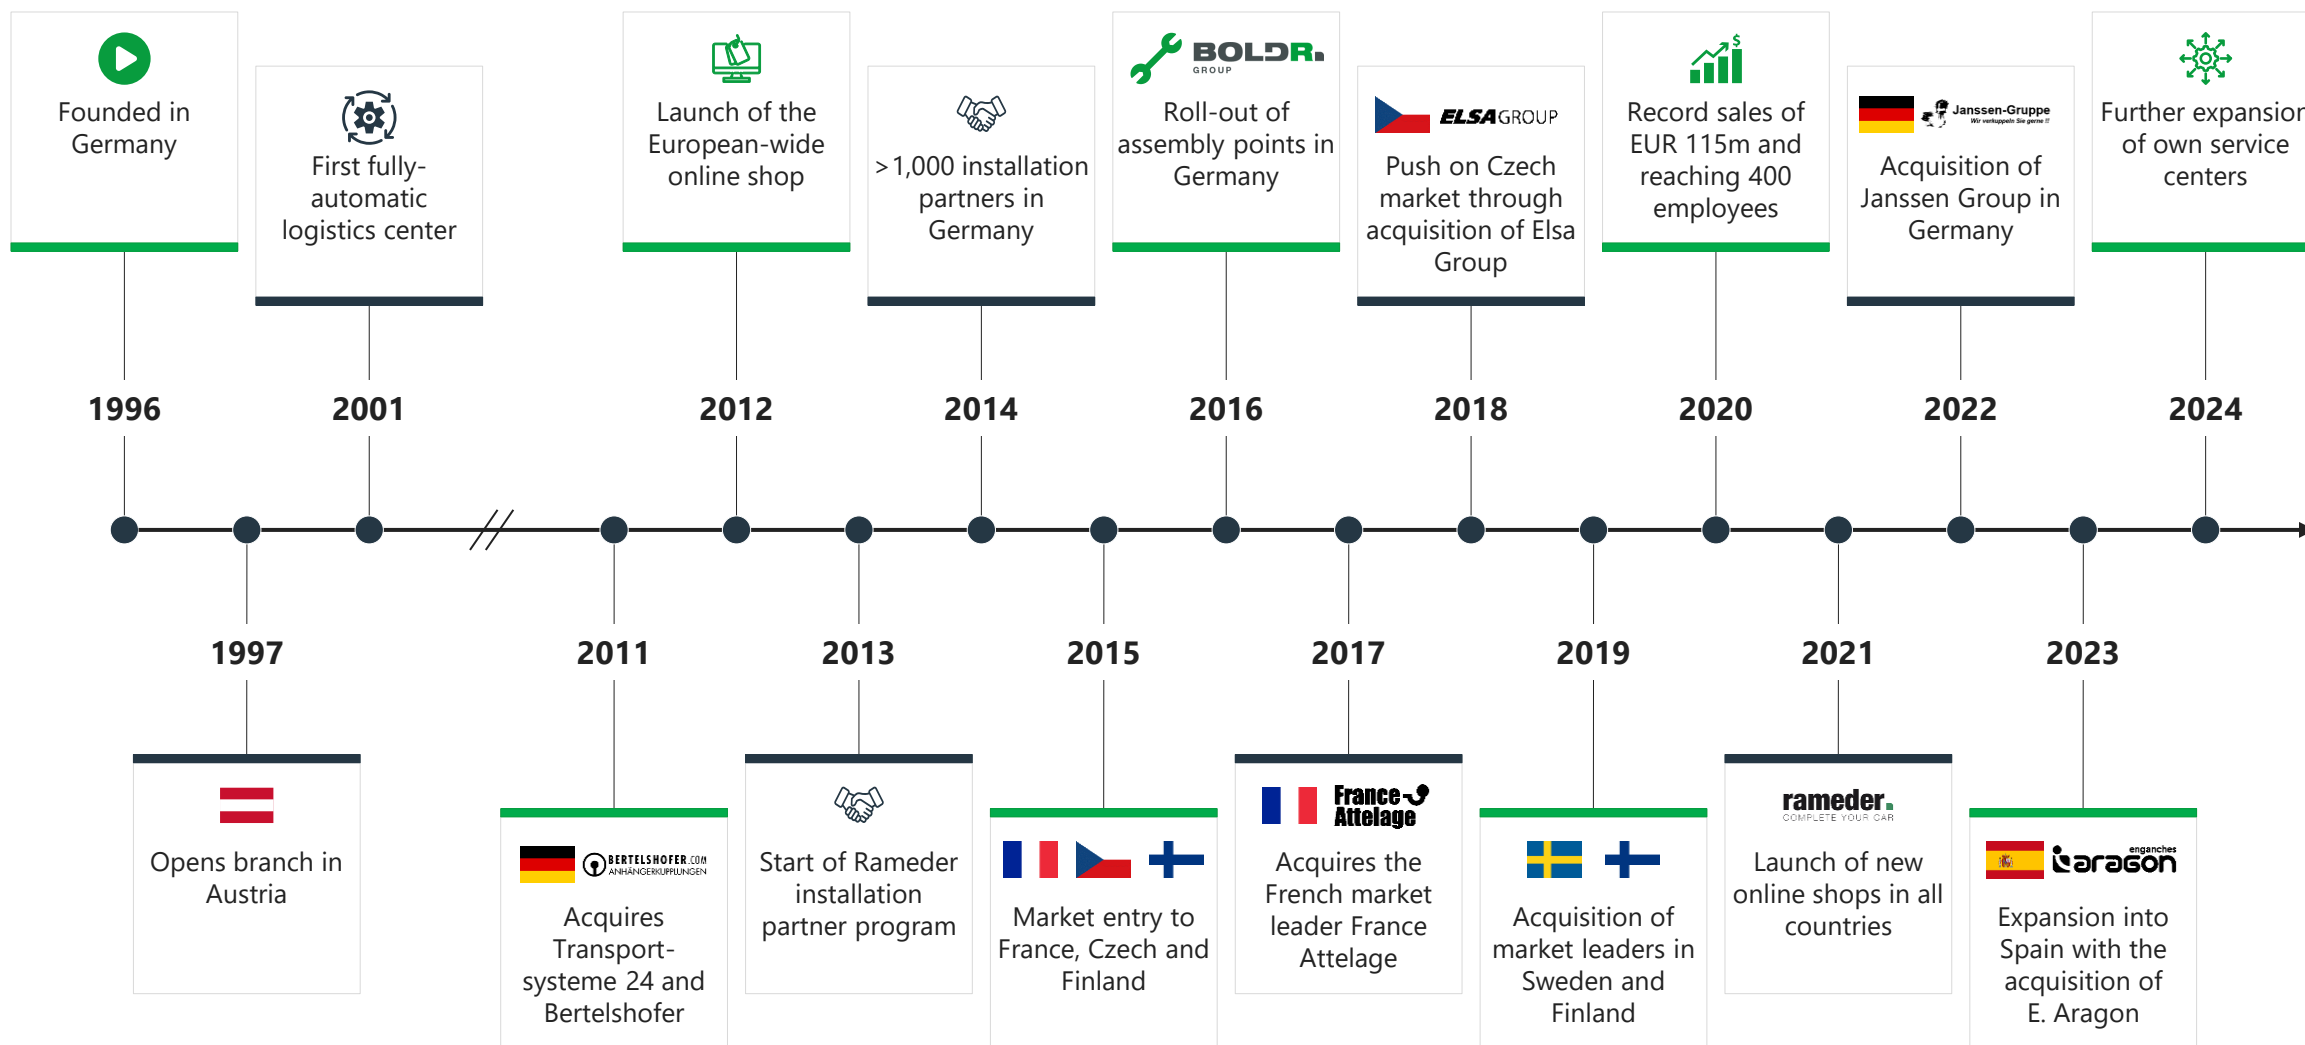 Founded in
Germany
First fully-
automatic
logistics center
Launch of the
European-wide
online shop
>1,000 installation
partners in
Germany
BOLDR.
GROUP
Roll-out of
assembly points in
Germany
ELSAGROUP
Push on Czech
market through
acquisition of Elsa
Group
$
Record sales of
EUR 115m and
reaching 400
employees
Janssen-Gruppe
Wir verkuppeln Sie gerne !!
Acquisition of
Janssen Group in
Germany
Further expansion
of own service
centers
1996
2001
2012
2014
2016
2018
2020
2022
2024
1997
2011
2013
2015
2017
2019
2021
2023
Opens branch in
Austria
BERTELSHOFER.COM
ANHÄNGERKUPPLUNGEN
Acquires
Transport-
systeme 24 and
Bertelshofer
Start of Rameder
installation
partner program
Market entry to
France, Czech and
Finland
France
Attelage
Acquires the
French market
leader France
Attelage
Acquisition of
market leaders in
Sweden and
Finland
rameder.
COMPLETE YOUR CAR
Launch of new
online shops in all
countries
enganches
aragon
Expansion into
Spain with the
acquisition of
E. Aragon